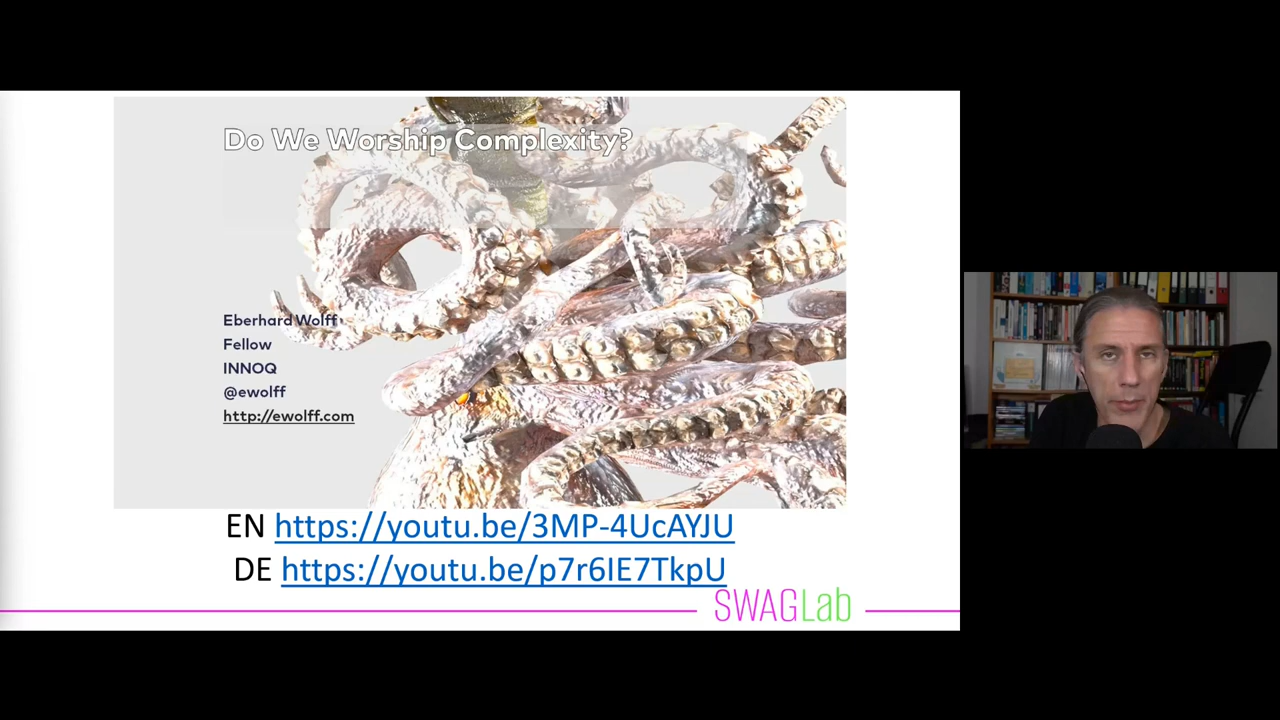 Do We Worship Complexity?
Eberhard Wolff
Fellow
INNOQ
@ewolff
http://ewolff.com
EN https://youtu.be/3MP-4UcAYJU
DE https://youtu.be/p7r6IE7TkpU
SWAGLab